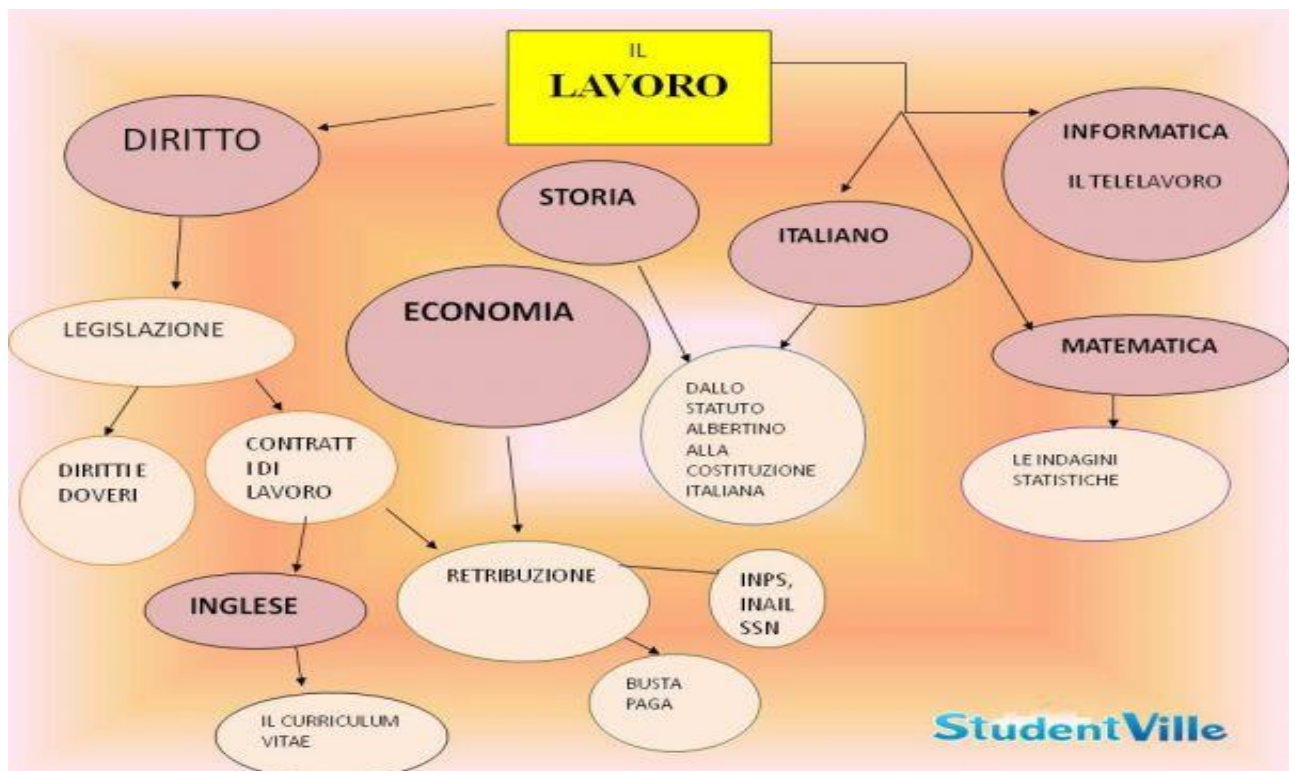 IL
LAVORO
DIRITTO
INFORMATICA
IL TELELAVORO
STORIA
ITALIANO
ECONOMIA
LEGISLAZIONE
MATEMATICA
DALLO
STATUTO
ALBERTINO
ALLA
COSTITUZIONE
ITALIANA
CONTRATT
I DI
LAVORO
DIRITTI E
DOVERI
LE INDAGINI
STATISTICHE
RETRIBUZIONE
INPS,
INAIL
SSN
INGLESE
BUSTA
PAGA
IL CURRICULUM
VITAE
StudentVille